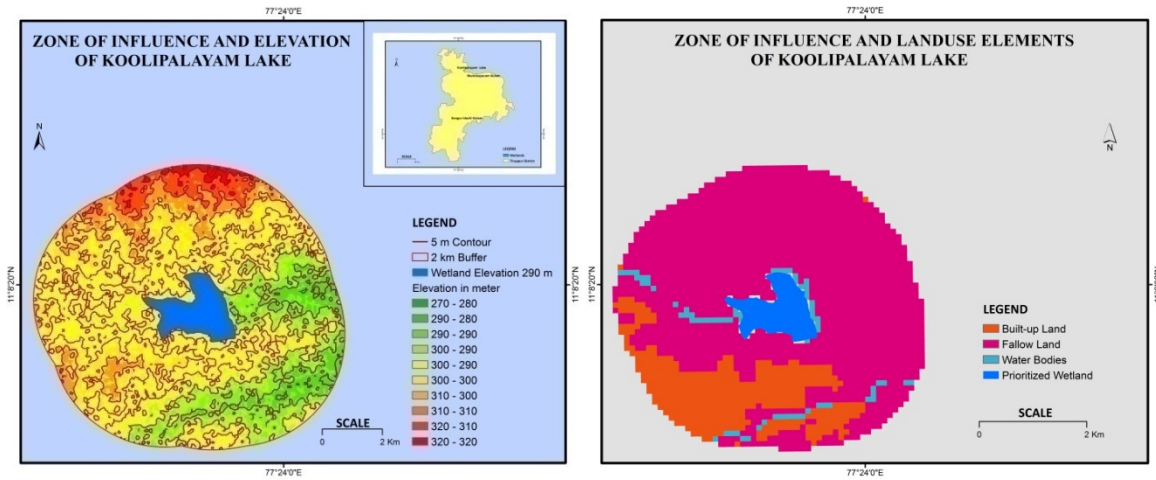 77°24'0"E
ZONE OF INFLUENCE AND ELEVATION
OF KOOLIPALAYAM LAKE
N
11°8'20"N
LEGEND
5 m Contour
2 km Buffer
Wetland Elevation 290 m
Elevation in meter
270 - 280
290 - 280
290 - 290
300 - 290
300 - 290
300 - 300
310 - 300
310 - 310
320 - 310
320 - 320
SCALE
0 2 Km
77°24'0"E
77°24'0"E
ZONE OF INFLUENCE AND LANDUSE ELEMENTS
OF KOOLIPALAYAM LAKE
N
11°8'20"N
11°8'20"N
LEGEND
Built-up Land
Fallow Land
Water Bodies
Prioritized Wetland
SCALE
0 2 Km
77°24'0"E